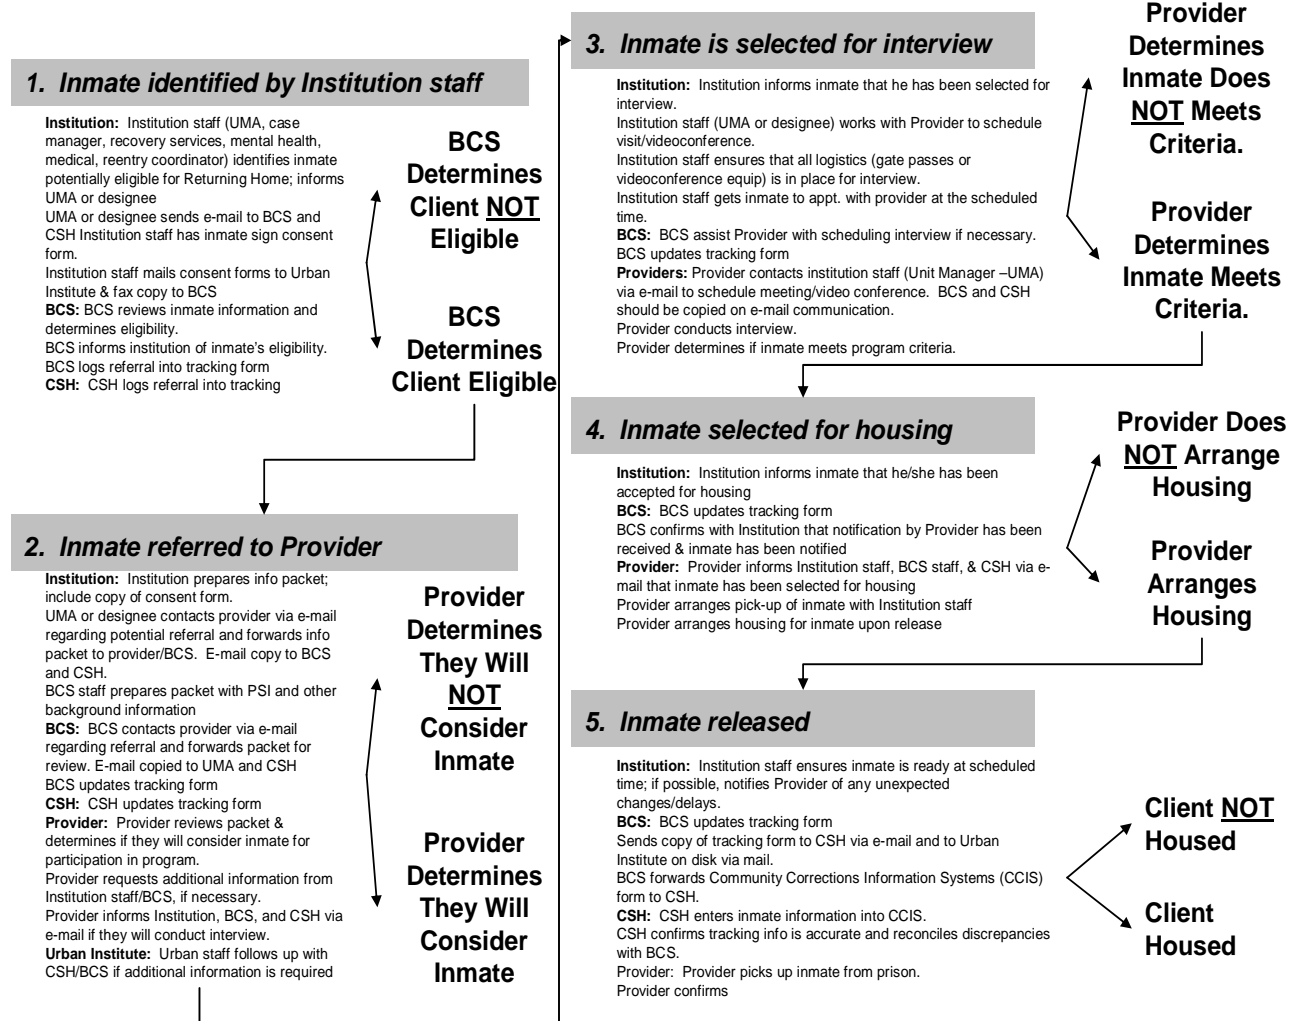 1. Inmate identified by Institution staff
Institution: Institution staff (UMA, case
manager, recovery services, mental health,
medical, reentry coordinator) identifies inmate
potentially eligible for Returning Home; informs
UMA or designee
UMA or designee sends e-mail to BCS and
CSH Institution staff has inmate sign consent
form.
Institution staff mails consent forms to Urban
Institute & fax copy to BCS
BCS: BCS reviews inmate information and
determines eligibility.
BCS informs institution of inmate’s eligibility.
BCS logs referral into tracking form
CSH: CSH logs referral into tracking
BCS
Determines
Client NOT
Eligible
BCS
Determines
Client Eligible
2. Inmate referred to Provider
Institution: Institution prepares info packet;
include copy of consent form.
UMA or designee contacts provider via e-mail
regarding potential referral and forwards info
packet to provider/BCS. E-mail copy to BCS
and CSH.
BCS staff prepares packet with PSI and other
background information
BCS: BCS contacts provider via e-mail
regarding referral and forwards packet for
review. E-mail copied to UMA and CSH
BCS updates tracking form
CSH: CSH updates tracking form
Provider: Provider reviews packet &
determines if they will consider inmate for
participation in program.
Provider requests additional information from
Institution staff/BCS, if necessary.
Provider informs Institution, BCS, and CSH via
e-mail if they will conduct interview.
Urban Institute: Urban staff follows up with
CSH/BCS if additional information is required
Provider
Determines
They Will
NOT
Consider
Inmate
Provider
Determines
They Will
Consider
Inmate
3. Inmate is selected for interview
Institution: Institution informs inmate that he has been selected for
interview.
Institution staff (UMA or designee) works with Provider to schedule
visit/videoconference.
Institution staff ensures that all logistics (gate passes or
videoconference equip) is in place for interview.
Institution staff gets inmate to appt. with provider at the scheduled
time.
BCS: BCS assist Provider with scheduling interview if necessary.
BCS updates tracking form
Providers: Provider contacts institution staff (Unit Manager –UMA)
via e-mail to schedule meeting/video conference. BCS and CSH
should be copied on e-mail communication.
Provider conducts interview.
Provider determines if inmate meets program criteria.
Provider
Determines
Inmate Does
NOT Meets
Criteria.
Provider
Determines
Inmate Meets
Criteria.
4. Inmate selected for housing
Institution: Institution informs inmate that he/she has been
accepted for housing
BCS: BCS updates tracking form
BCS confirms with Institution that notification by Provider has been
received & inmate has been notified
Provider: Provider informs Institution staff, BCS staff, & CSH via e-
mail that inmate has been selected for housing
Provider arranges pick-up of inmate with Institution staff
Provider arranges housing for inmate upon release
Provider Does
NOT Arrange
Housing
Provider
Arranges
Housing
5. Inmate released
Institution: Institution staff ensures inmate is ready at scheduled
time; if possible, notifies Provider of any unexpected
changes/delays.
BCS: BCS updates tracking form
Sends copy of tracking form to CSH via e-mail and to Urban
Institute on disk via mail.
BCS forwards Community Corrections Information Systems (CCIS)
form to CSH.
CSH: CSH enters inmate information into CCIS.
CSH confirms tracking info is accurate and reconciles discrepancies
with BCS.
Provider: Provider picks up inmate from prison.
Provider confirms
Client NOT
Housed
Client
Housed